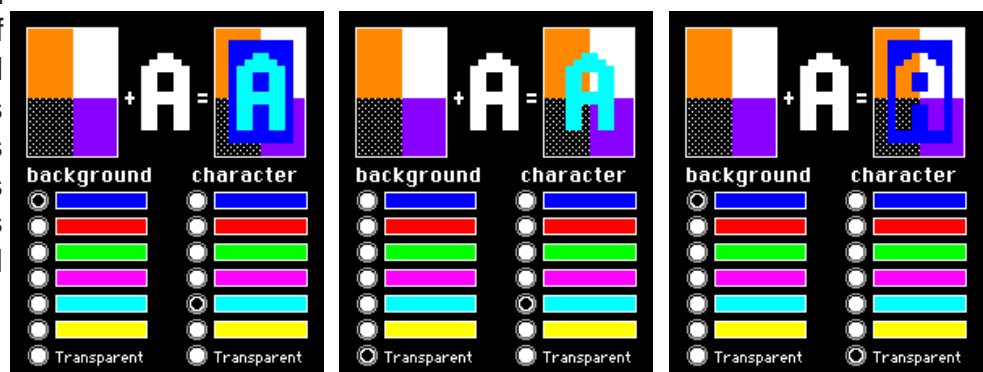 + A = A
background character
Transparent Transparent
+ A = A
background character
Transparent Transparent
+ A = A
background character
Transparent Transparent